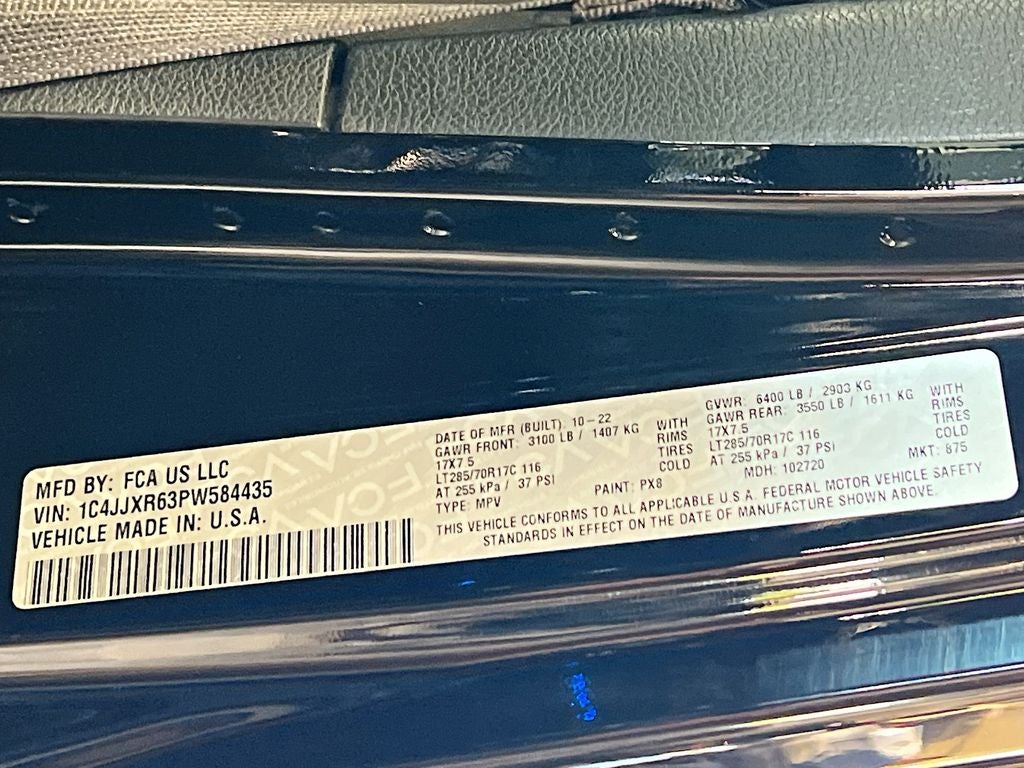 MFD BY: FCA US LLC
VIN: 1C4JJXR63PW584435
VEHICLE MADE IN: U.S.A.
DATE OF MFR (BUILT). 10-22
GAWR FRONT: 3100 LB / 1407 KG WITH
17X7.5 RIMS
LT285/70R17C 116 TIRES
AT 255 kPa / 37 PSI COLD
TYPE: MPV PAINT: PX8
GVWR: 6400 LB / 2903 KG
GAWR REAR: 3550 LB / 1611 KG WITH
17X7.5 RIMS
LT285/70R17C 116 TIRES
AT 255 kPa / 37 PSI COLD
MDH: 102720 MKT: 875
THIS VEHICLE CONFORMS TO ALL APPLICABLE U.S.A. FEDERAL MOTOR VEHICLE SAFETY
STANDARDS IN EFFECT ON THE DATE OF MANUFACTURE SHOWN ABOVE.